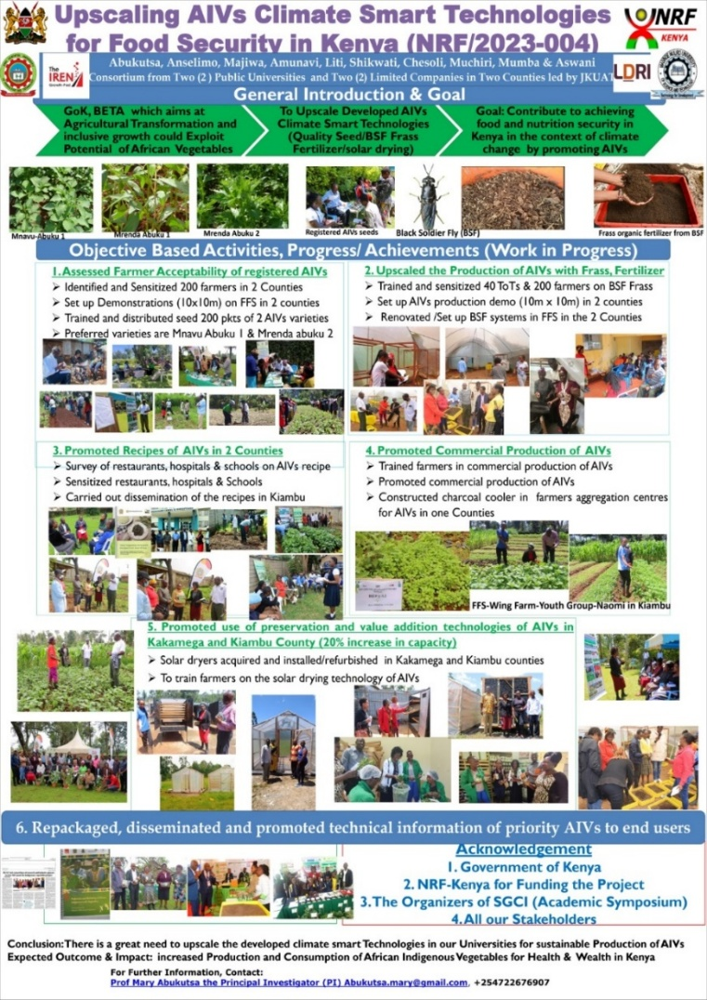 Upscaling AIVs Climate Smart Technologies
for Food Security in Kenya (NRF/2023-004)
NRF
KENYA
The
IREN
Growth Pad
Abukutsa, Anselimo, Majiwa, Amunavi, Liti, Shikwati, Chesoli, Muchiri, Mumba & Aswani
Consortium from Two (2 ) Public Universities and Two (2) Limited Companies in Two Counties led by JKUAT
LDRI
General Introduction & Goal
GoK, BETA which aims at
Agricultural Transformation and
inclusive growth could Exploit
Potential of African Vegetables
To Upscale Developed AIVs
Climate Smart Technologies
(Quality Seed/BSF Frass
Fertilizer/solar drying)
Goal: Contribute to achieving
food and nutrition security in
Kenya in the context of climate
change by promoting AIVs
Mnavu-Abuku 1
Mrenda Abuku 1
Mrenda Abuku 2
Registered AIVs seeds
Black Soldier Fly (BSF)
Frass organic fertilizer from BSF
Objective Based Activities, Progress/ Achievements (Work in Progress)
1. Assessed Farmer Acceptability of registered AIVs
➢ Identified and Sensitized 200 farmers in 2 Counties
➢ Set up Demonstrations (10x10m) on FFS in 2 counties
➢ Trained and distributed seed 200 pkts of 2 AIVs varieties
➢ Preferred varieties are Mnavu Abuku 1 & Mrenda abuku 2
2. Upscaled the Production of AIVs with Frass, Fertilizer
➢ Trained and sensitized 40 ToTs & 200 farmers on BSF Frass
➢ Set up AIVs production demo (10m x 10m) in 2 counties
➢ Renovated /Set up BSF systems in FFS in the 2 Counties
3. Promoted Recipes of AIVs in 2 Counties
➢ Survey of restaurants, hospitals & schools on AIVs recipe
➢ Sensitized restaurants, hospitals & Schools
➢ Carried out dissemination of the recipes in Kiambu
4. Promoted Commercial Production of AIVs
➢ Trained farmers in commercial production of AIVs
➢ Promoted commercial production of AIVs
➢ Constructed charcoal cooler in farmers aggregation centres
for AIVs in one Counties
FFS-Wing Farm-Youth Group-Naomi in Kiambu
5. Promoted use of preservation and value addition technologies of AIVs in
Kakamega and Kiambu County (20% increase in capacity)
➢ Solar dryers acquired and installed/refurbished in Kakamega and Kiambu counties
➢ To train farmers on the solar drying technology of AIVs
6. Repackaged, disseminated and promoted technical information of priority AIVs to end users
Acknowledgement
1. Government of Kenya
2. NRF-Kenya for Funding the Project
3. The Organizers of SGCI (Academic Symposium)
4. All our Stakeholders
Conclusion: There is a great need to upscale the developed climate smart Technologies in our Universities for sustainable Production of AIVs
Expected Outcome & Impact: increased Production and Consumption of African Indigenous Vegetables for Health & Wealth in Kenya
For Further Information, Contact:
Prof Mary Abukutsa the Principal Investigator (PI) Abukutsa.mary@gmail.com, +254722676907